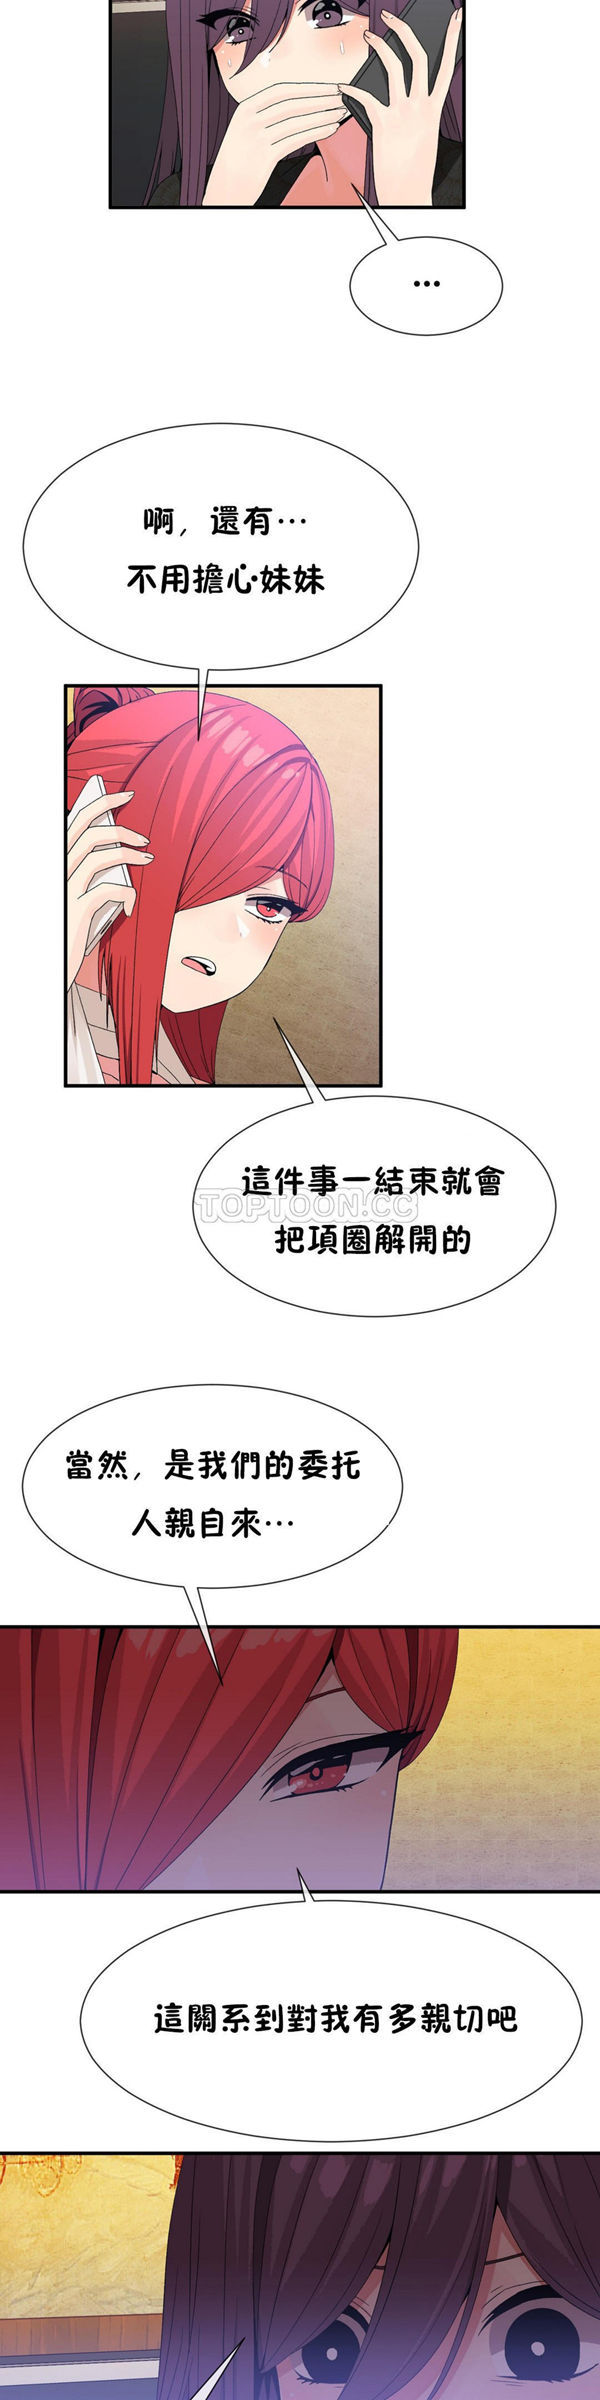 …
啊，還有…
不用擔心妹妹
這件事一結束就會
TOPTOON.CC
把項圈解開的
當然，是我們的委托
人親自來…
這關系到對我有多親切吧